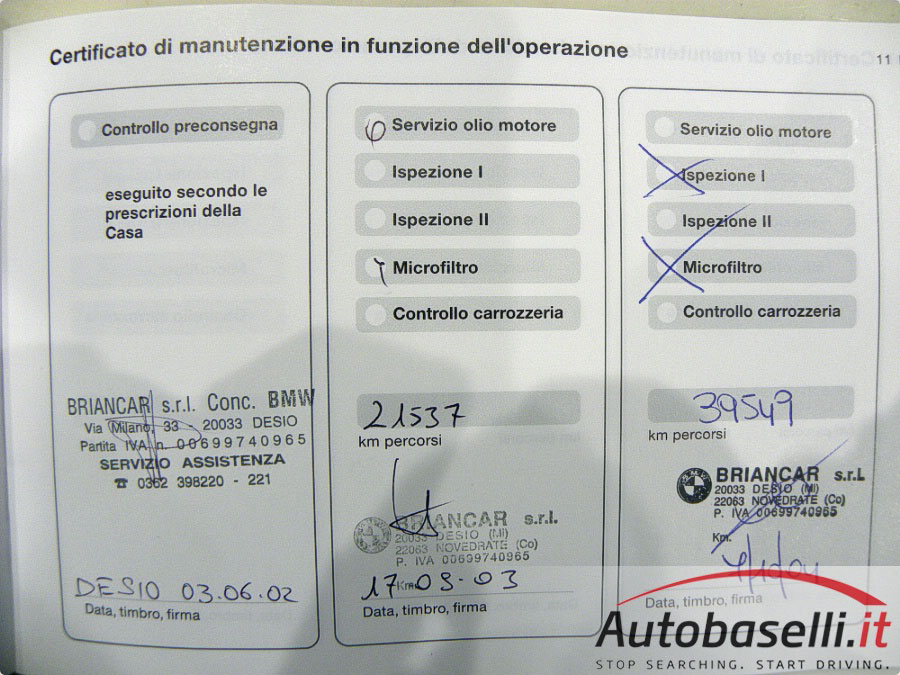 Certificato di manutenzione in funzione dell'operazione
11
Controllo preconsegna
eseguito secondo le
prescrizioni della
Casa
BRIANCAR s.r.l. Conc. BMW
Via Milano, 33 - 20033 DESIO
Partita IVA n. 00699740965
SERVIZIO ASSISTENZA
☎ 0362 398220 - 221
DESIO 03.06.02
Data, timbro, firma
Servizio olio motore
Ispezione I
Ispezione II
Microfiltro
Controllo carrozzeria
21537
km percorsi
BRIANCAR s.r.l.
20033 DESIO (MI)
22063 NOVEDRATE (Co)
P. IVA 00699740965
Km.
17.03.03
Data, timbro, firma
Servizio olio motore
Ispezione I
Ispezione II
Microfiltro
Controllo carrozzeria
39549
km percorsi
BMW
BRIANCAR s.r.L
20033 DESIO (MI)
22063 NOVEDRATE (Co)
P. IVA 00699740965
Km.
Data, timbro, firma
Autobaselli.it
STOP SEARCHING. START DRIVING.